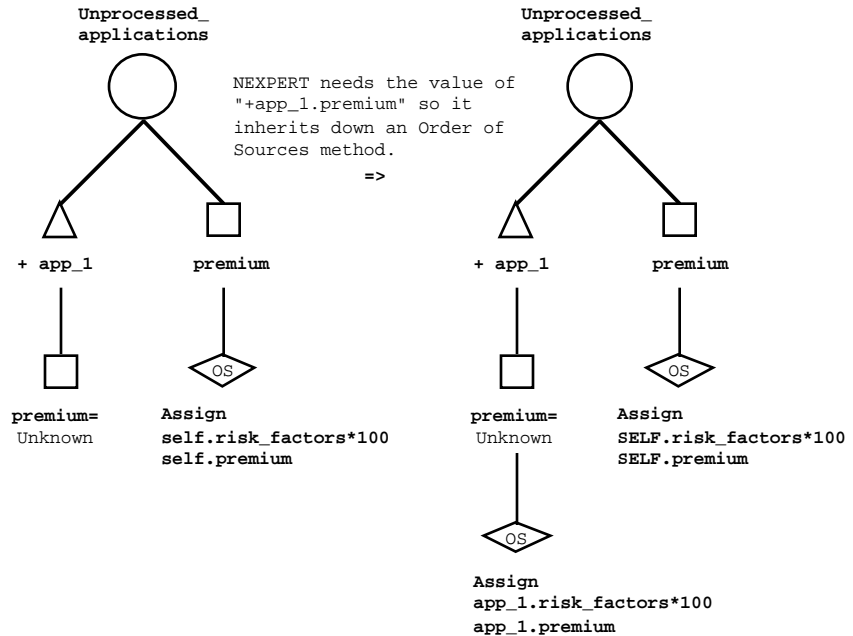 Unprocessed_
applications
NEXPERT needs the value of
"+app_1.premium" so it
inherits down an Order of
Sources method.
=>
+ app_1
premium
OS
premium=
Unknown
Assign
self.risk_factors*100
self.premium
Unprocessed_
applications
+ app_1
premium
OS
premium=
Unknown
Assign
SELF.risk_factors*100
SELF.premium
OS
Assign
app_1.risk_factors*100
app_1.premium